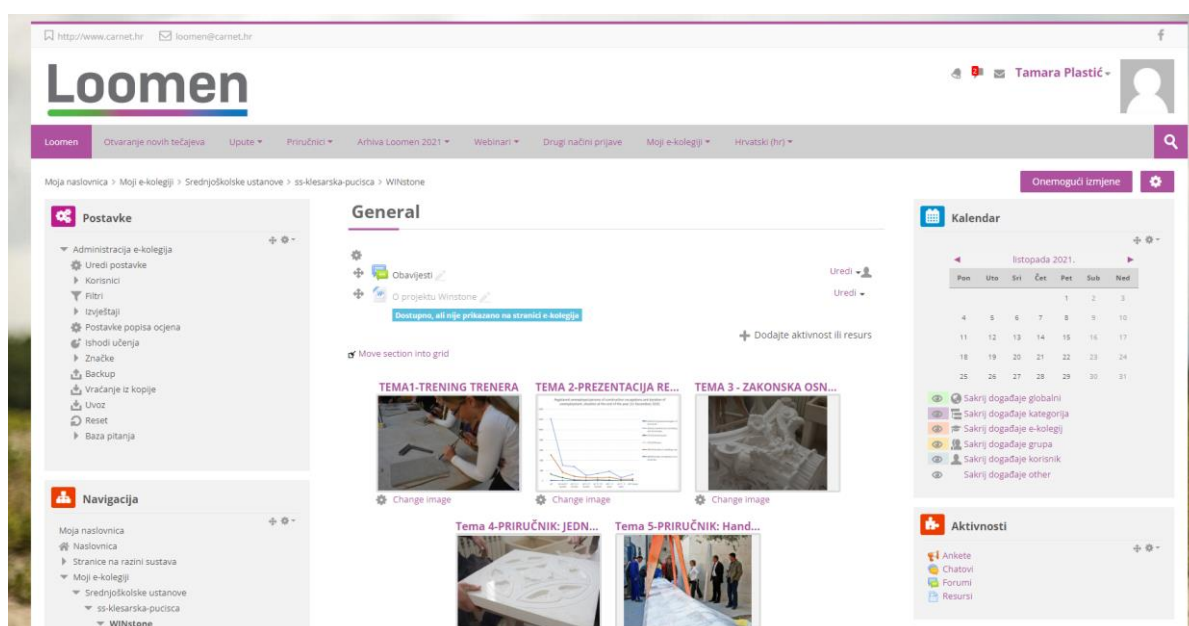 http://www.carnet.hr loomen@carnet.hr
Loomen
2
Tamara Plastić
Loomen Otvaranje novih tečajeva Upute Priručnici Arhiva Loomen 2021 Webinari Drugi načini prijave Moji e-kolegiji Hrvatski (hr)
Moja naslovnica > Moji e-kolegiji > Srednjoškolske ustanove > ss-klesarska-pucisca > WINstone
Onemogući izmjene
Postavke
Administracija e-kolegija
Uredi postavke
Korisnici
Filtri
Izvještaji
Postavke popisa ocjena
Ishodi učenja
Značke
Backup
Vraćanje iz kopije
Uvoz
Reset
Baza pitanja
Navigacija
Moja naslovnica
Naslovnica
Stranice na razini sustava
Moji e-kolegiji
Srednjoškolske ustanove
ss-klesarska-pucisca
WINstone
General
Obavijesti
Uredi
O projektu Winstone
Uredi
Dostupno, ali nije prikazano na stranici e-kolegija
Dodajte aktivnost ili resurs
Move section into grid
TEMA1-TRENING TRENERA
TEMA 2-PREZENTACIJA RE...
TEMA 3 - ZAKONSKA OSN...
Change image
Change image
Change image
Tema 4-PRIRUČNIK: JEDN...
Tema 5-PRIRUČNIK: Hand...
Kalendar
listopada 2021.
Pon Uto Sri Čet Pet Sub Ned
1 2 3
4 5 6 7 8 9 10
11 12 13 14 15 16 17
18 19 20 21 22 23 24
25 26 27 28 29 30 31
Sakrij događaje globalni
Sakrij događaje kategorija
Sakrij događaje e-kolegij
Sakrij događaje grupa
Sakrij događaje korisnik
Sakrij događaje other
Aktivnosti
Ankete
Chatovi
Forumi
Resursi